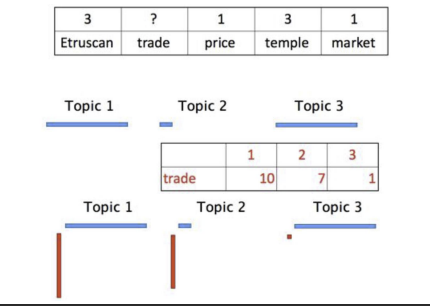 3 ? 1 3 1
Etruscan trade price temple market
Topic 1 Topic 2 Topic 3
1 2 3
trade 10 7 1
Topic 1 Topic 2 Topic 3